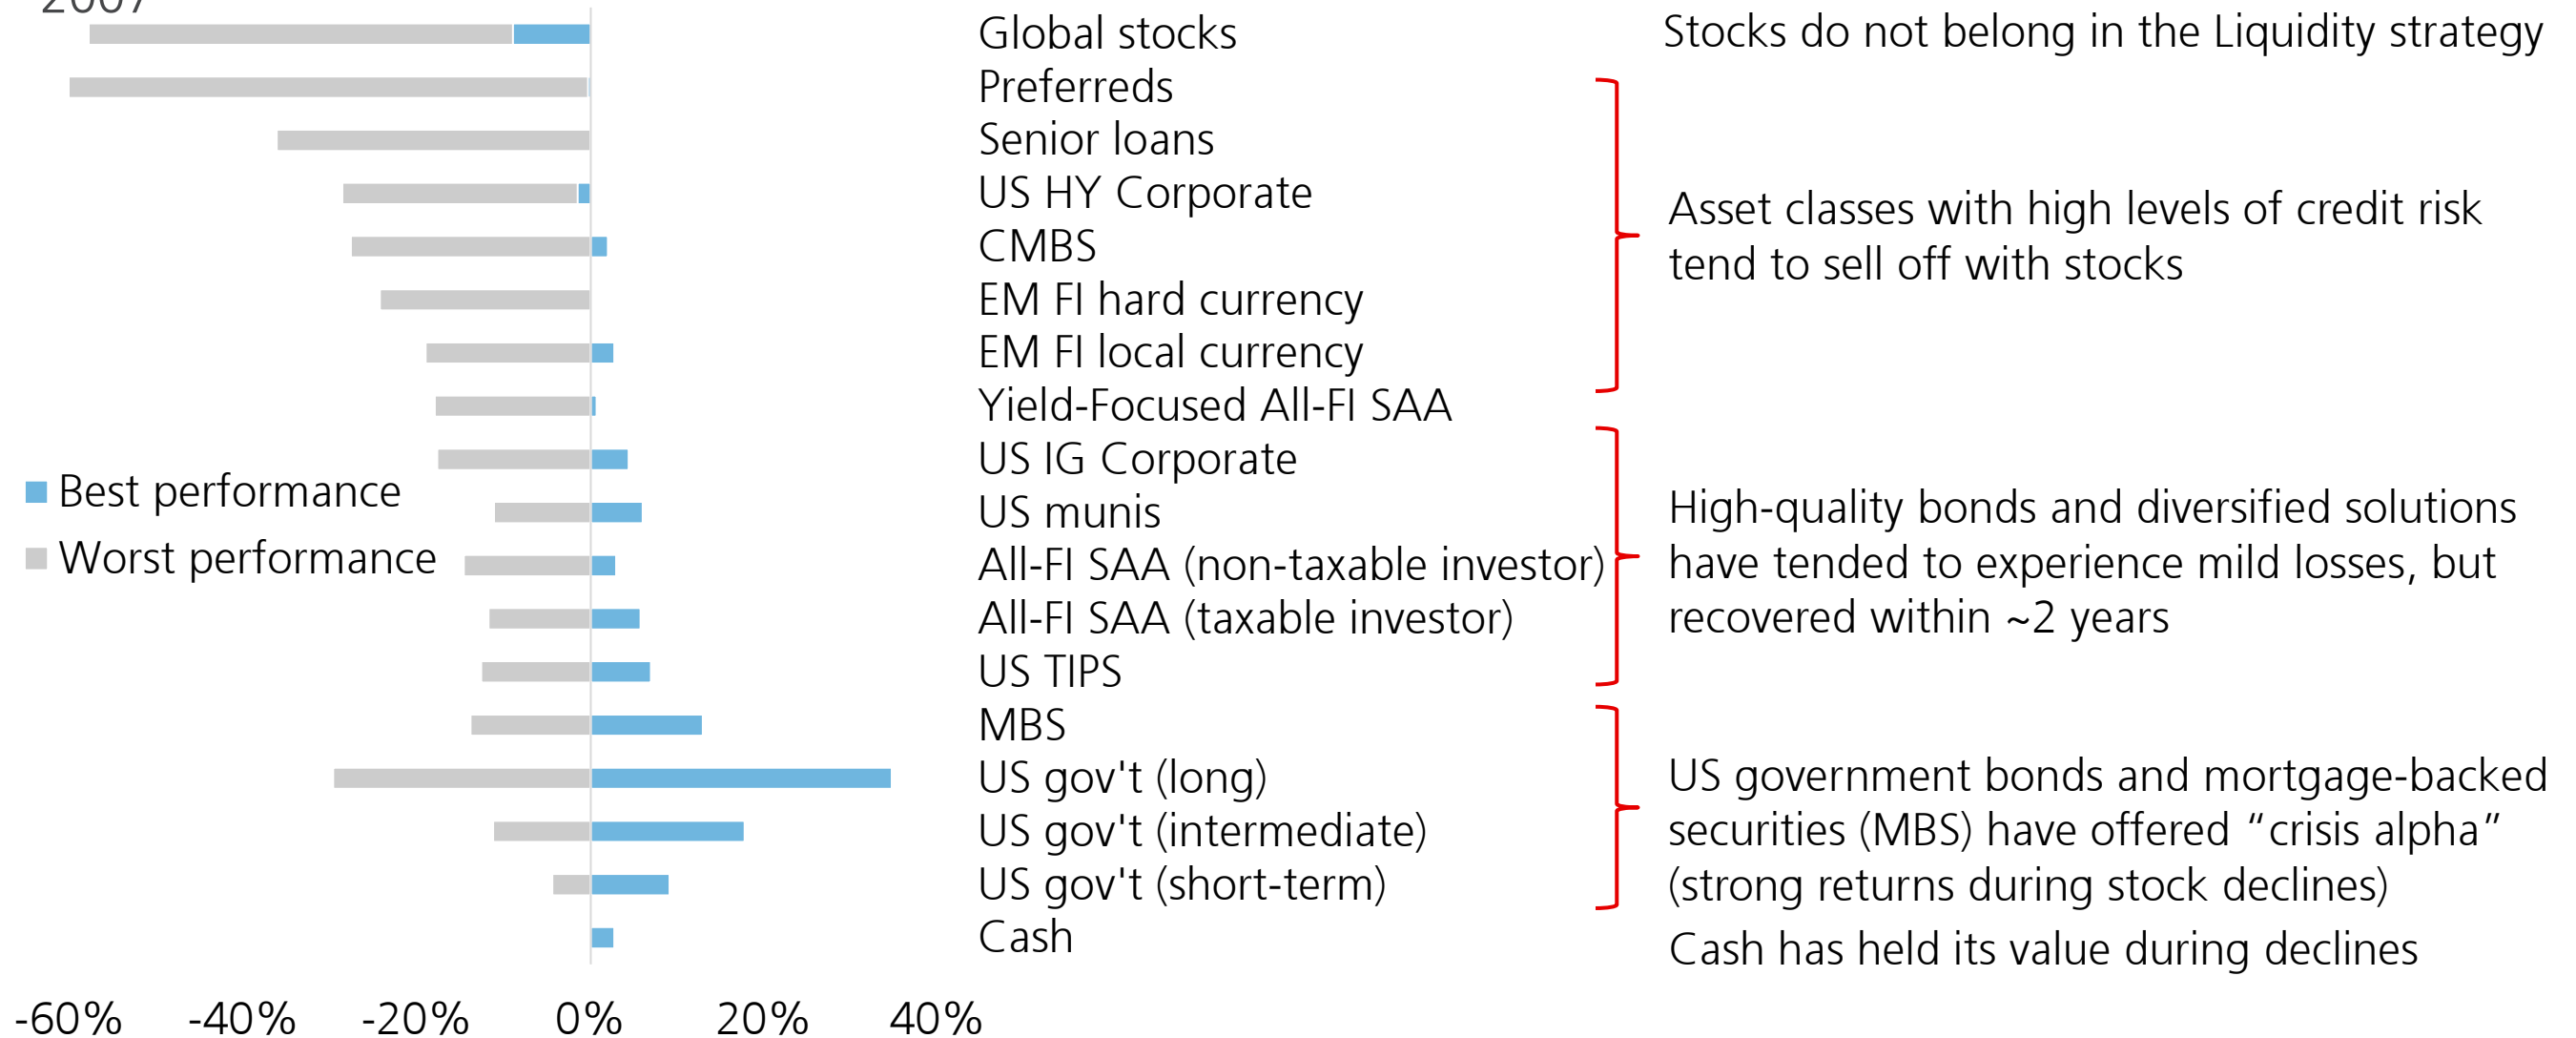 2007
Global stocks
Preferreds
Senior loans
US HY Corporate
CMBS
EM FI hard currency
EM FI local currency
Yield-Focused All-FI SAA
US IG Corporate
US munis
All-FI SAA (non-taxable investor)
All-FI SAA (taxable investor)
US TIPS
MBS
US gov't (long)
US gov't (intermediate)
US gov't (short-term)
Cash
Best performance
Worst performance
-60% -40% -20% 0% 20% 40%
Stocks do not belong in the Liquidity strategy
Asset classes with high levels of credit risk
tend to sell off with stocks
High-quality bonds and diversified solutions
have tended to experience mild losses, but
recovered within ~2 years
US government bonds and mortgage-backed
securities (MBS) have offered “crisis alpha”
(strong returns during stock declines)
Cash has held its value during declines